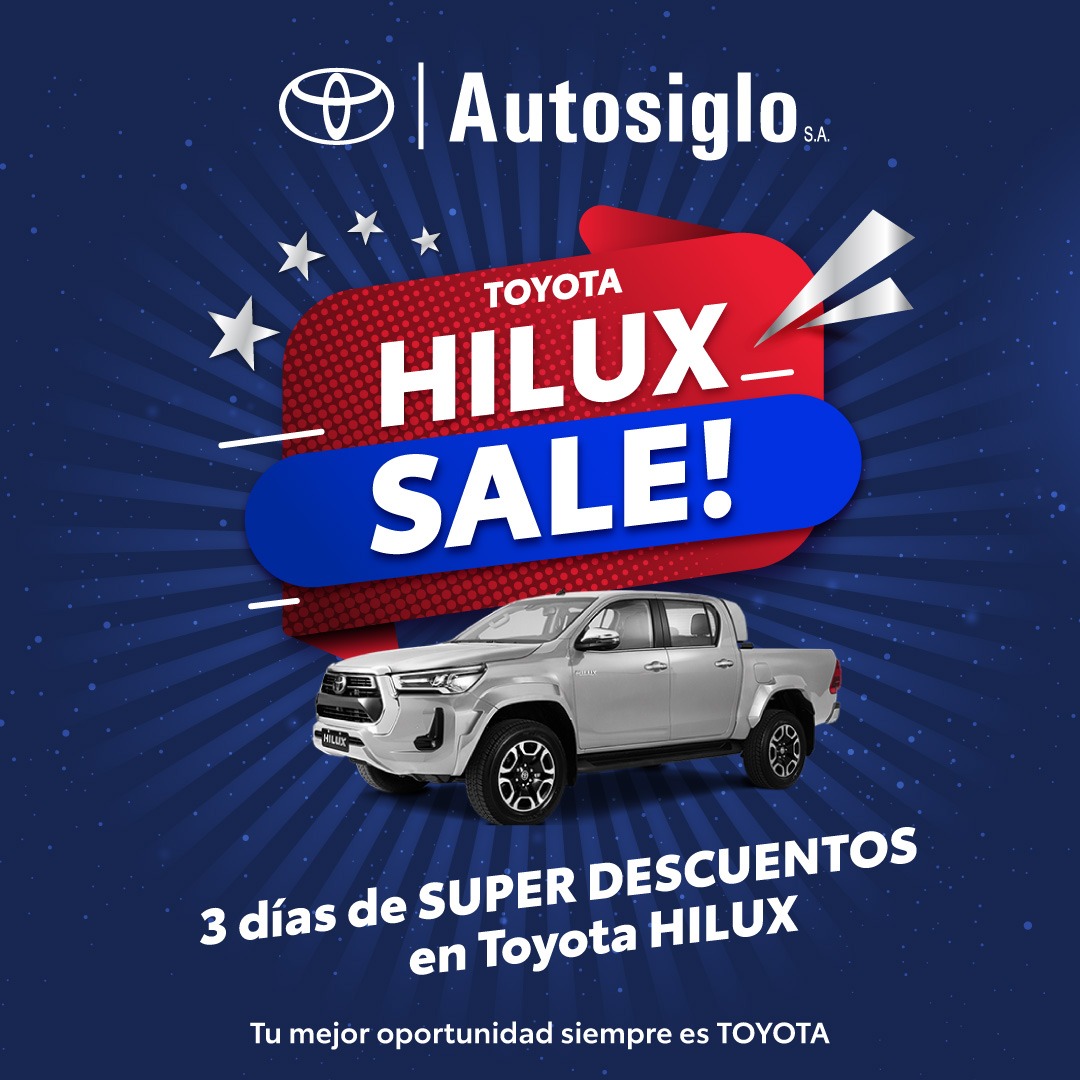 Autosiglo S.A.
TOYOTA
HILUX
SALE!
HILUX
HILUX
3 días de SUPER DESCUENTOS
en Toyota HILUX
Tu mejor oportunidad siempre es TOYOTA